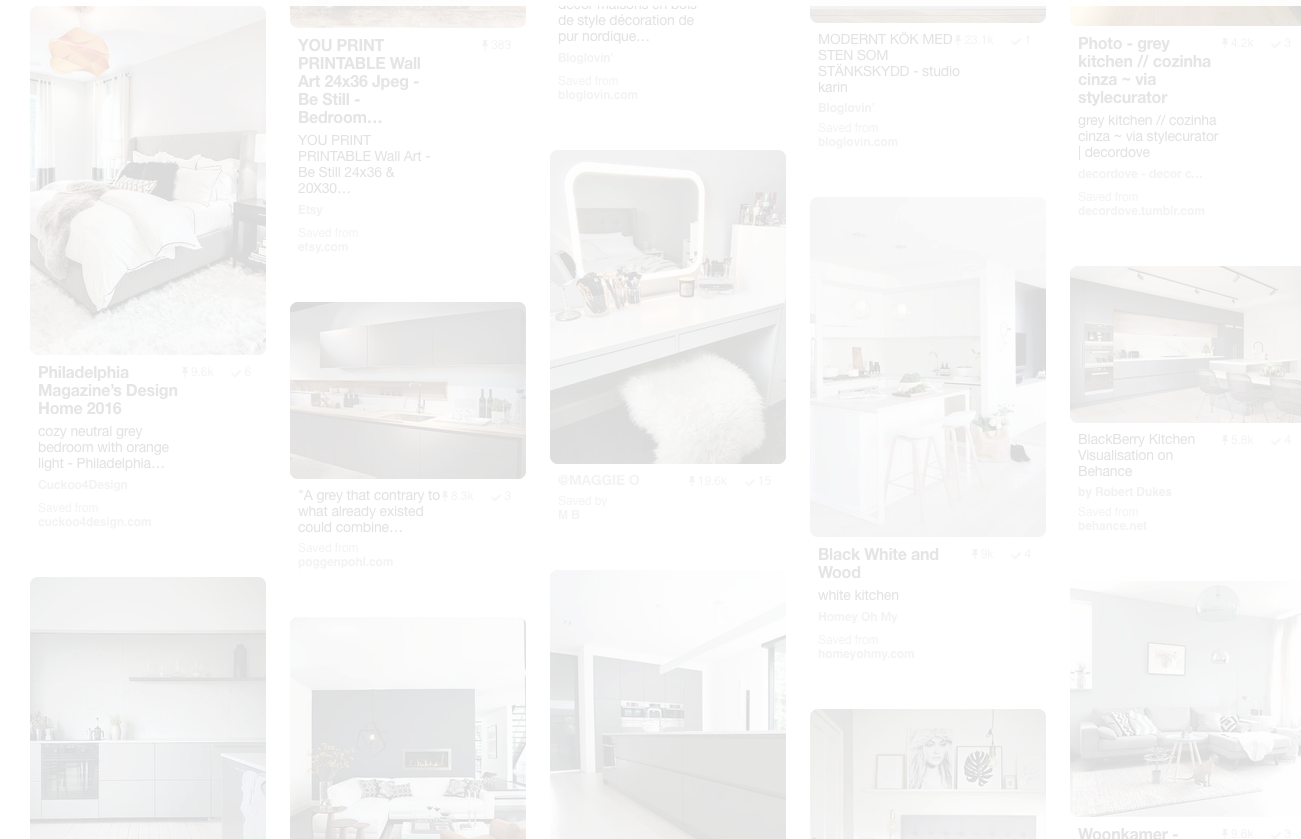 Philadelphia
Magazine's Design
Home 2016
9.8k
6
cozy neutral grey
bedroom with orange
light - Philadelphia…
Cuckoo4Design
Saved from
cuckoo4design.com
YOU PRINT
PRINTABLE Wall
Art 24x36 Jpeg -
Be Still -
Bedroom…
363
YOU PRINT
PRINTABLE Wall Art -
Be Still 24x36 &
20X30…
Etsy
Saved from
etsy.com
"A grey that contrary to
what already existed
could combine…
8.3k
3
Saved from
poggenpohl.com
décor maisons en bois
de style décoration de
pur nordique…
Bloglovin'
Saved from
bloglovin.com
@MAGGIE O
19.6k
15
Saved by
M B
MODERNT KÖK MED
STEN SOM
STÄNKSKYDD - studio
karin
23.1k
1
Bloglovin'
Saved from
bloglovin.com
Black White and
Wood
9k
4
white kitchen
Homey Oh My
Saved from
homeyohmy.com
Photo - grey
kitchen // cozinha
cinza ~ via
stylecurator
4.2k
3
grey kitchen // cozinha
cinza ~ via stylecurator
| decordove
decordove - decor c…
Saved from
decordove.tumblr.com
BlackBerry Kitchen
Visualisation on
Behance
5.8k
4
by Robert Dukes
Saved from
behance.net
Woonkamer -
9.6k